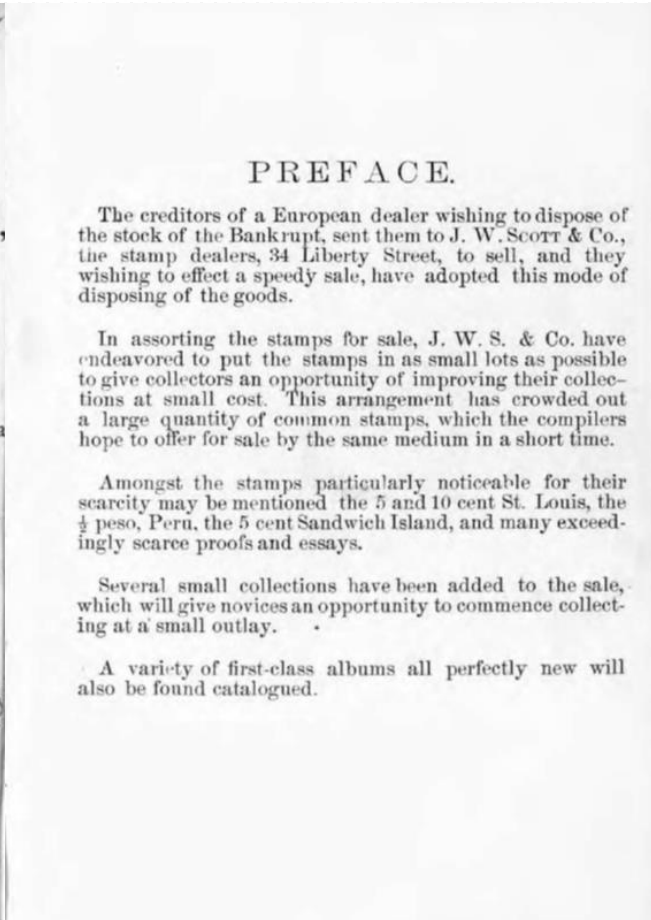 PREFACE.
The creditors of a European dealer wishing to dispose of
the stock of the Bankrupt, sent them to J. W. SCOTT & Co.,
the stamp dealers, 34 Liberty Street, to sell, and they
wishing to effect a speedy sale, have adopted this mode of
disposing of the goods.
In assorting the stamps for sale, J. W. S. & Co. have
endeavored to put the stamps in as small lots as possible
to give collectors an opportunity of improving their collec-
tions at small cost. This arrangement has crowded out
a large quantity of common stamps, which the compilers
hope to offer for sale by the same medium in a short time.
Amongst the stamps particularly noticeable for their
scarcity may be mentioned the 5 and 10 cent St. Louis, the
½ peso, Peru, the 5 cent Sandwich Island, and many exceed-
ingly scarce proofs and essays.
Several small collections have been added to the sale,
which will give novices an opportunity to commence collect-
ing at a small outlay.
A variety of first-class albums all perfectly new will
also be found catalogued.